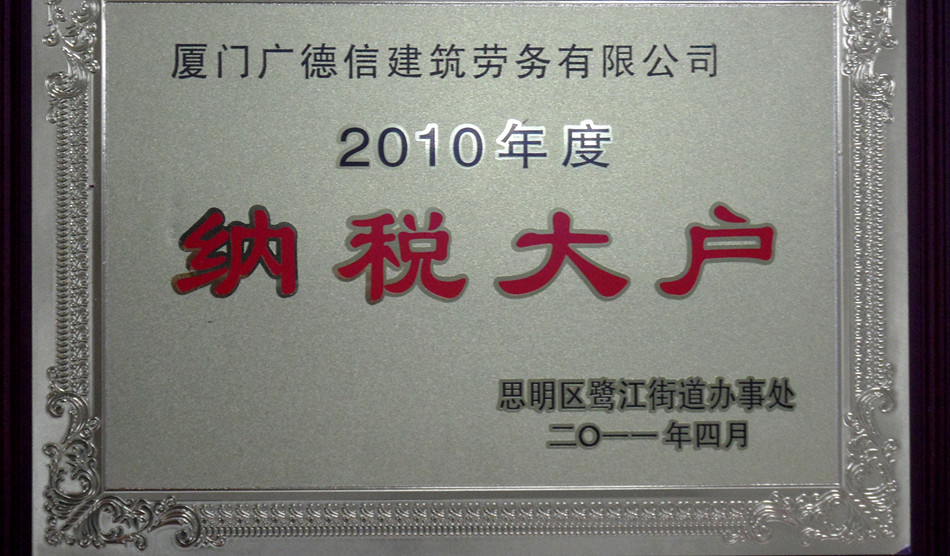 厦门广德信建筑劳务有限公司
2010年度
纳税大户
思明区鹭江街道办事处
二〇一一年四月